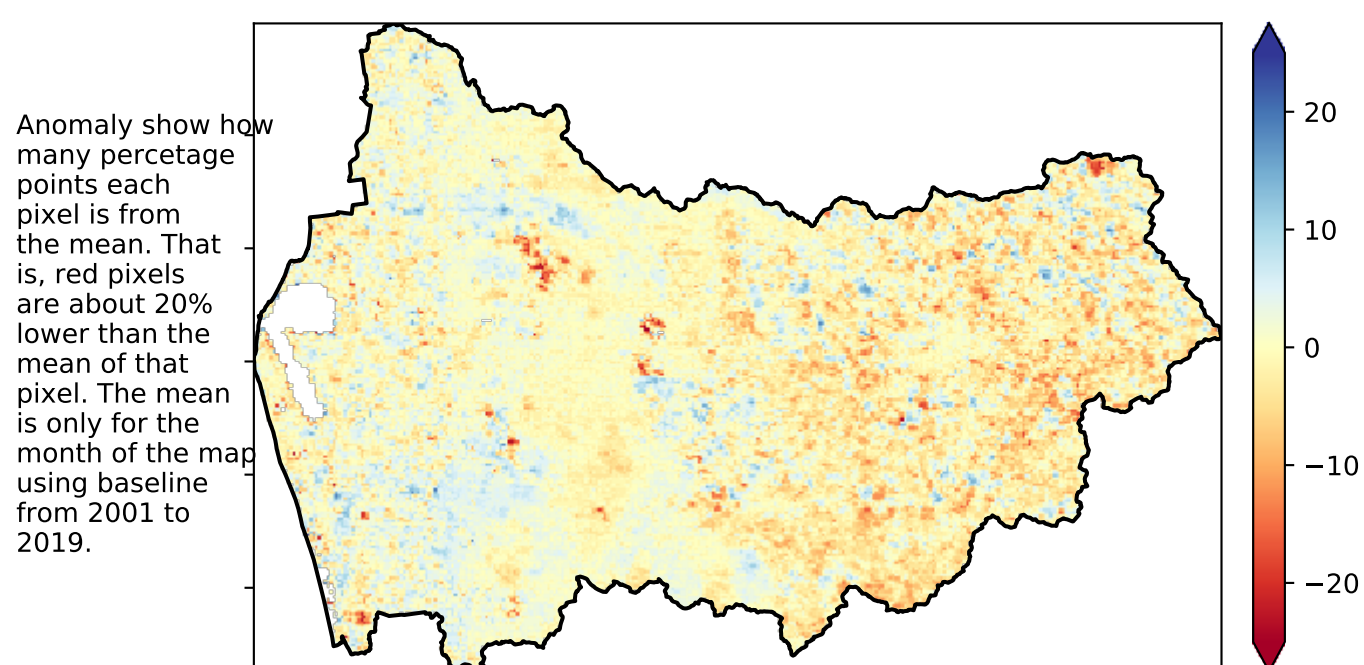 Anomaly show how
many percetage
points each
pixel is from
the mean. That
is, red pixels
are about 20%
lower than the
mean of that
pixel. The mean
is only for the
month of the map
using baseline
from 2001 to
2019.
20
10
0
−10
−20